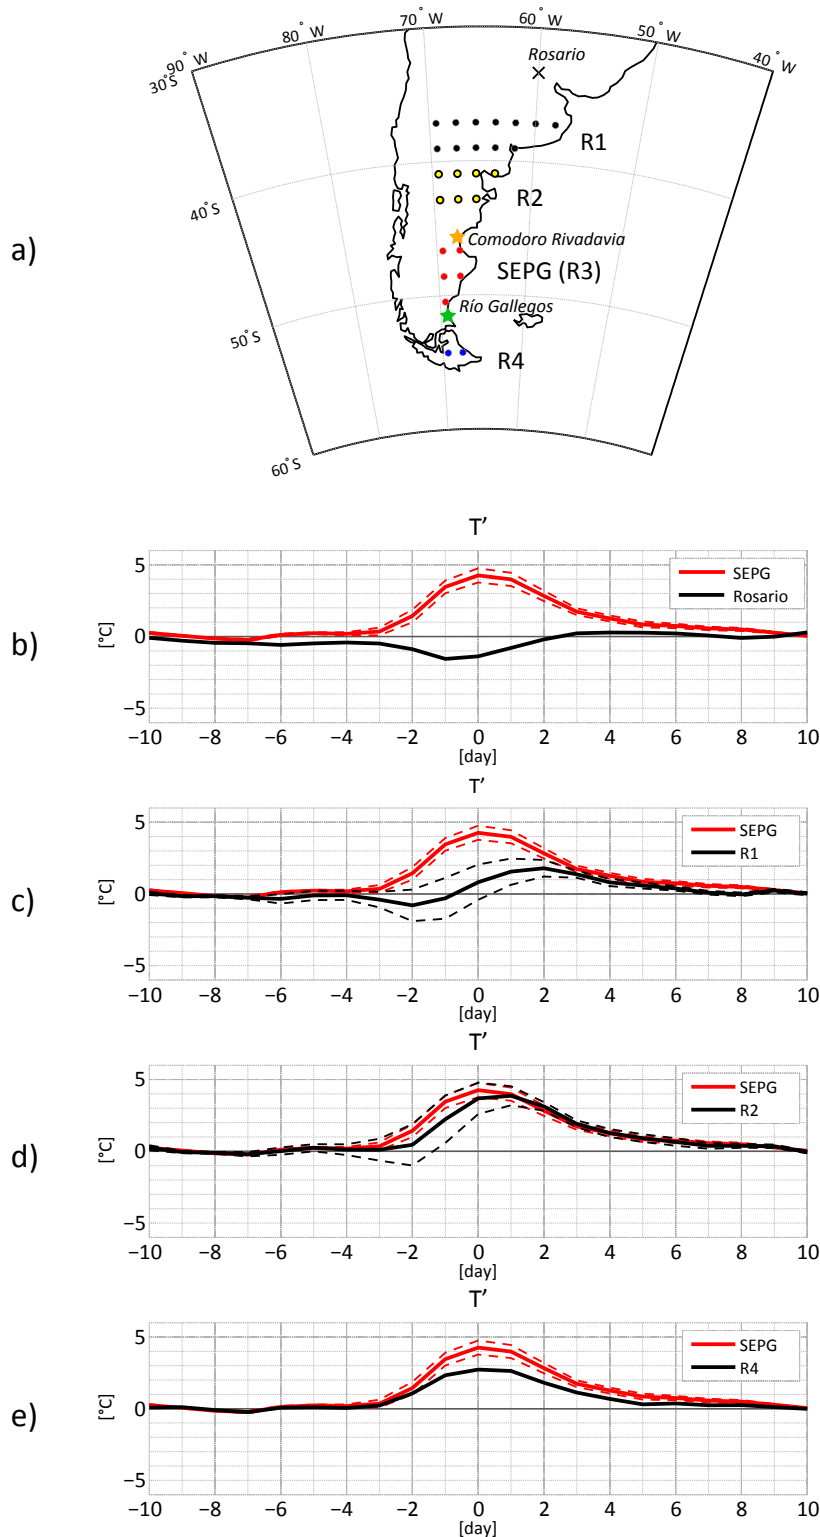 70° W
60° W
80° W
50° W
90° W
40° W
30°S
Rosario
R1
R2
40°S
Comodoro Rivadavia
a)
SEPG (R3)
Río Gallegos
50°S
R4
60°S
T’
5
SEPG
Rosario
b)
[°C]
0
−5
−10 −8 −6 −4 −2 0 2 4 6 8 10
[day]
T’
5
SEPG
R1
c)
[°C]
0
−5
−10 −8 −6 −4 −2 0 2 4 6 8 10
[day]
T’
5
SEPG
R2
d)
[°C]
0
−5
−10 −8 −6 −4 −2 0 2 4 6 8 10
[day]
T’
5
SEPG
R4
e)
[°C]
0
−5
−10 −8 −6 −4 −2 0 2 4 6 8 10
[day]